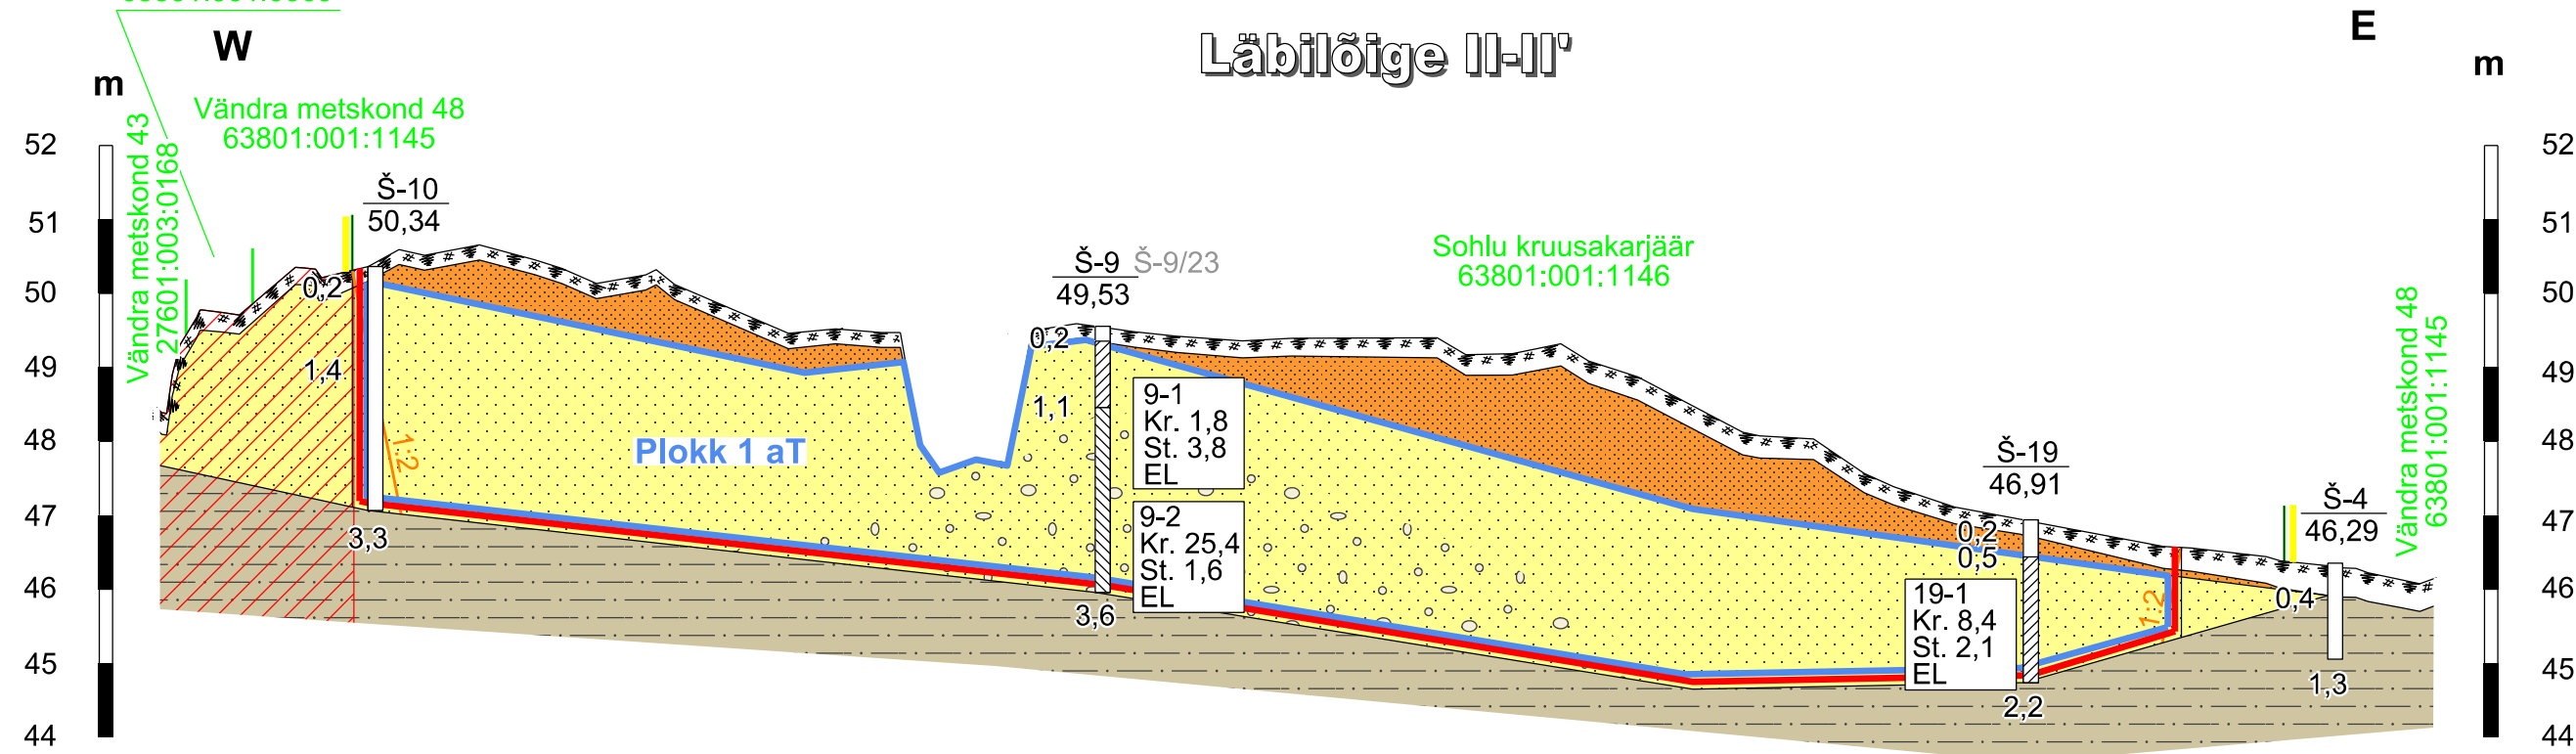 W
Läbilõige II-II'
E
m
m
Vändra metskond 48
63801:001:1145
Vändra metskond 43
27601:003:0168
52
51
50
49
48
47
46
45
44
Š-10
50,34
0,2
1,4
3,3
1:2
Plokk 1 aT
Š-9
Š-9/23
49,53
0,2
1,1
3,6
9-1
Kr. 1,8
St. 3,8
EL
9-2
Kr. 25,4
St. 1,6
EL
Sohlu kruusakarjäär
63801:001:1146
Š-19
46,91
0,2
0,5
2,2
19-1
Kr. 8,4
St. 2,1
EL
1:2
Š-4
46,29
0,4
1,3
Vändra metskond 48
63801:001:1145
52
51
50
49
48
47
46
45
44